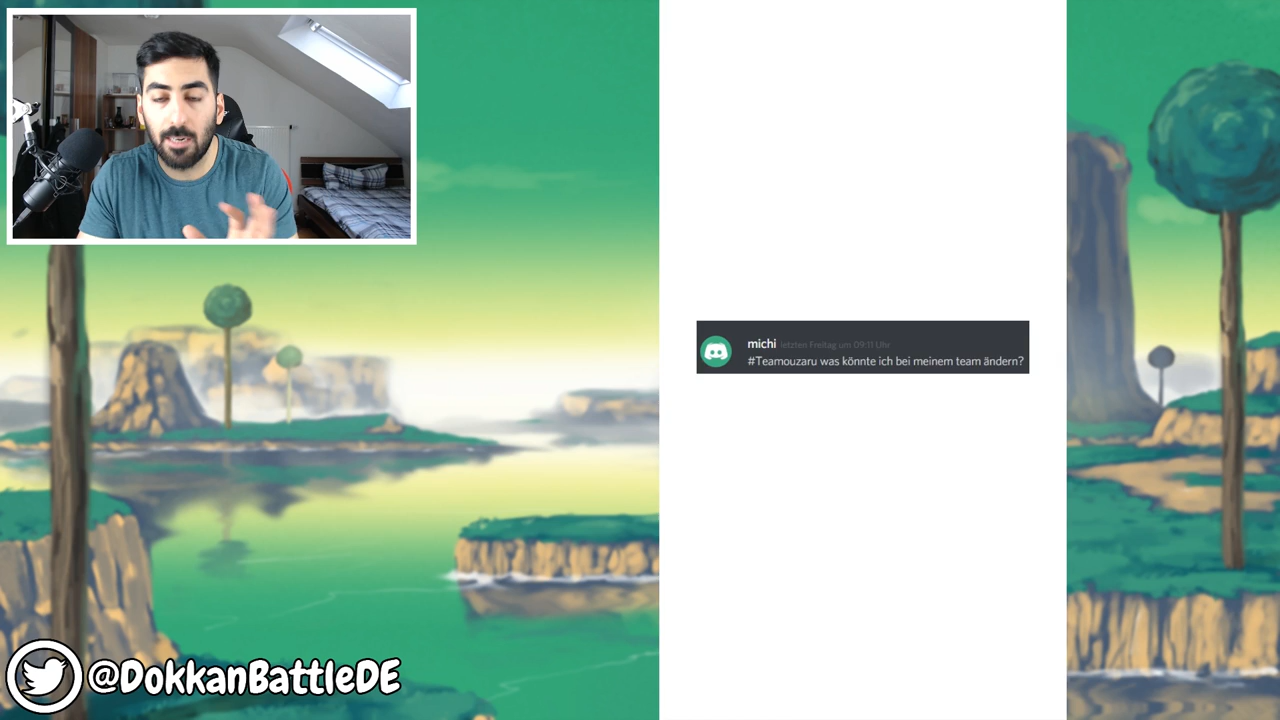 michi letzten Freitag um 09:11 Uhr
#Teamouzaru was könnte ich bei meinem team ändern?
@DokkanBattleDE